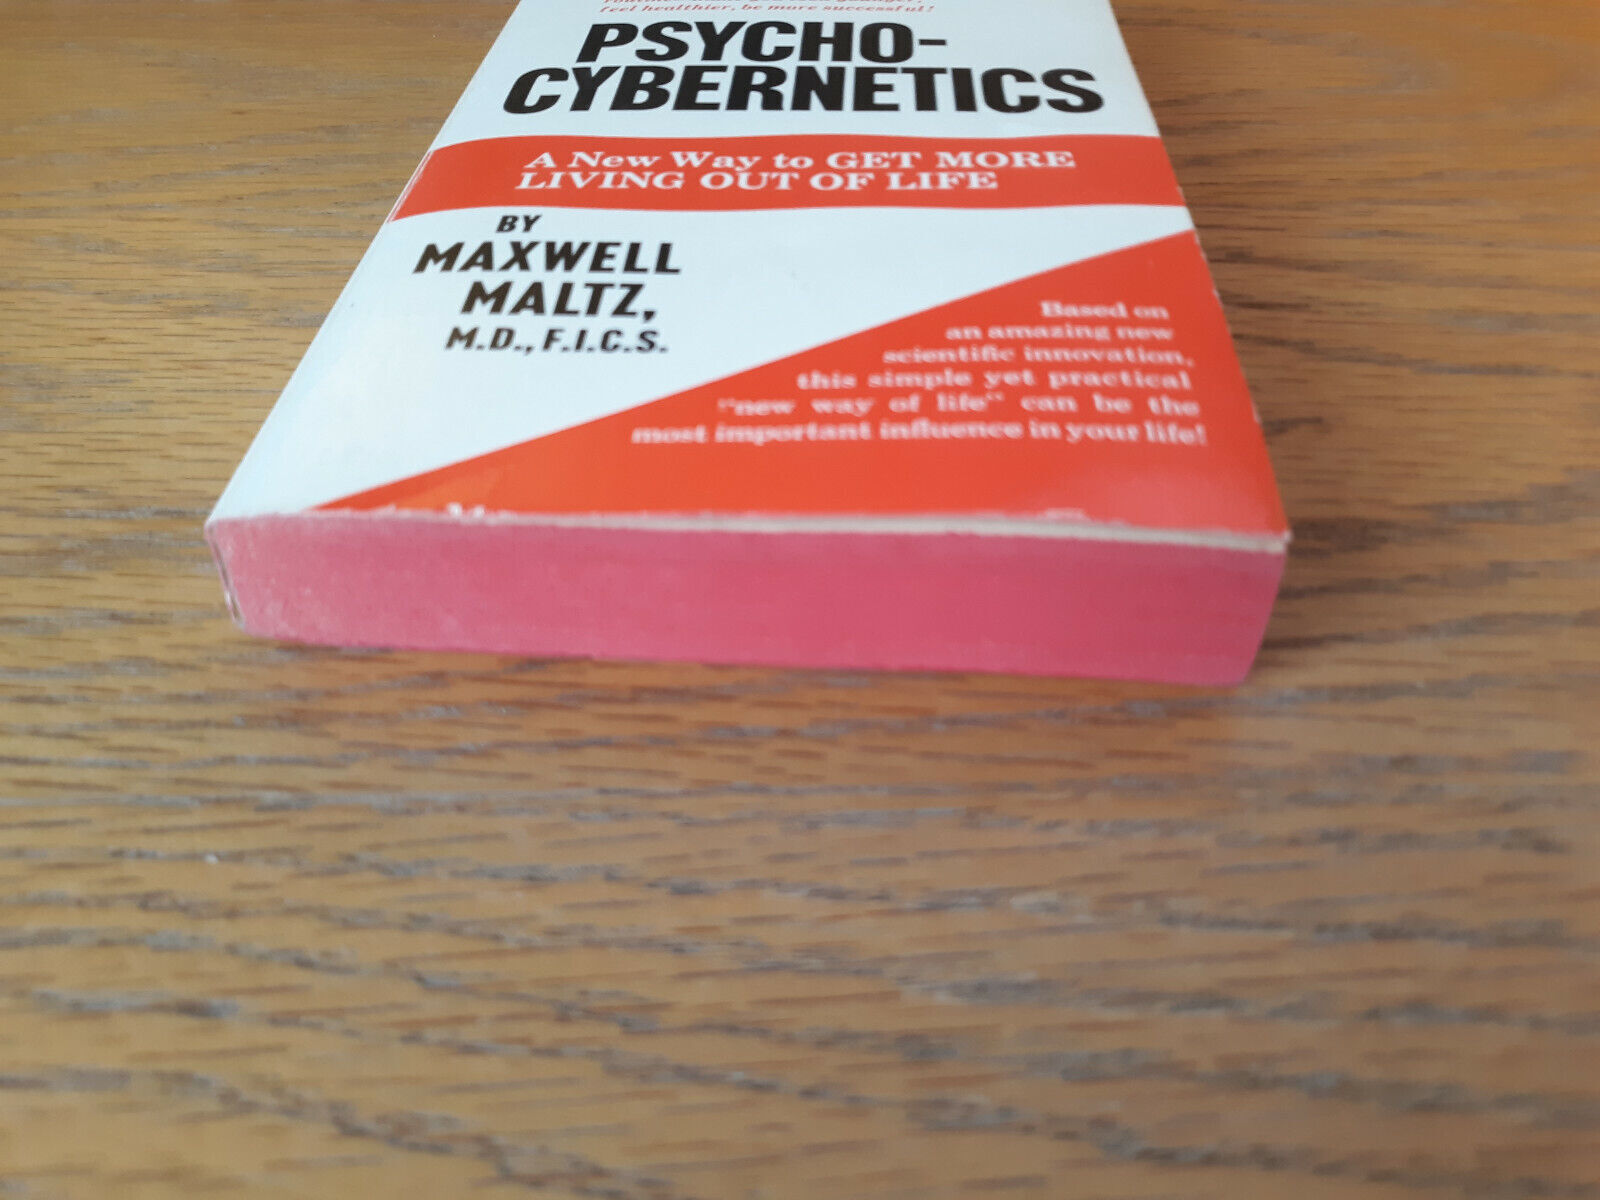 feel healthier, be more successful!
PSYCHO-
CYBERNETICS
A New Way to GET MORE
LIVING OUT OF LIFE
BY
MAXWELL
MALTZ,
M.D., F.I.C.S.
Based on
an amazing new
scientific innovation,
this simple yet practical
"new way of life" can be the
most important influence in your life!